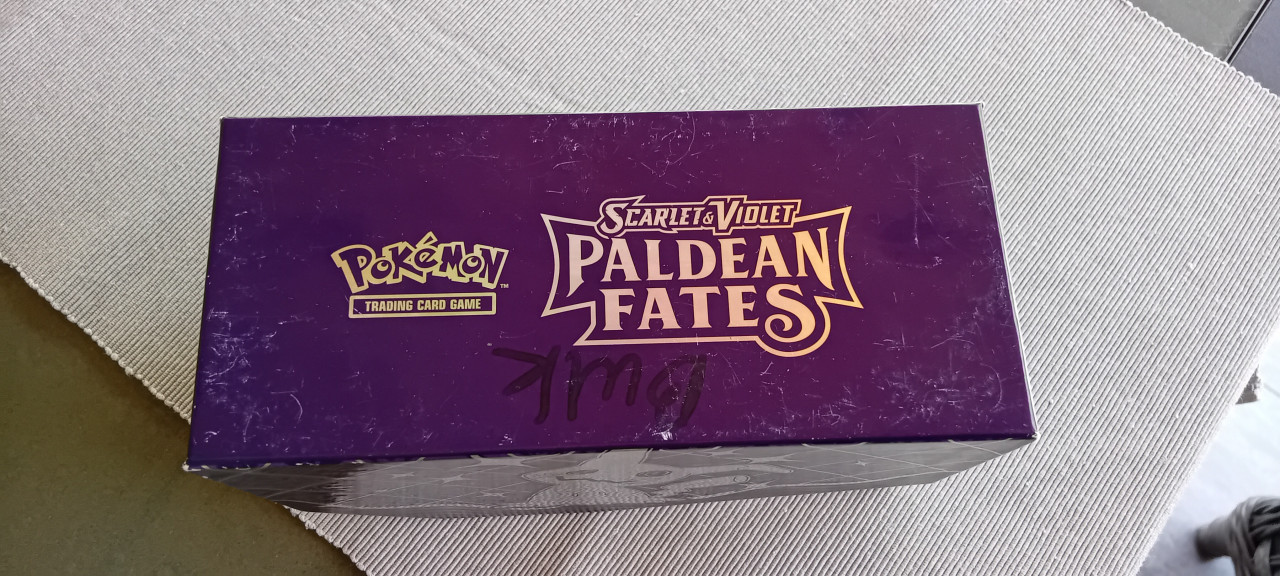 Pokémon
TRADING CARD GAME
SCARLET & VIOLET
PALDEAN
FATES
Bulk